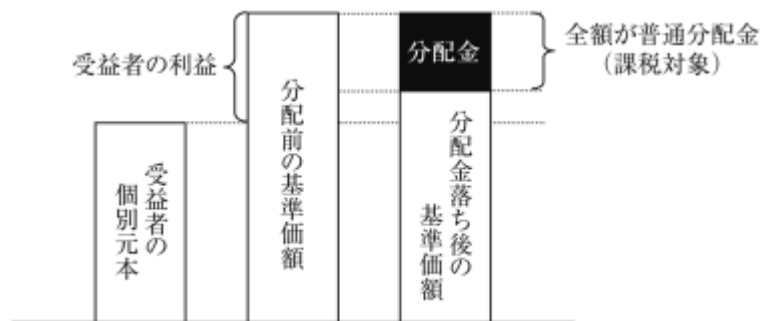 受益者の利益
分配金
全額が普通分配金
(課税対象)
受益者の
個別元本
分配前の基準価額
分配金落ち後の
基準価額